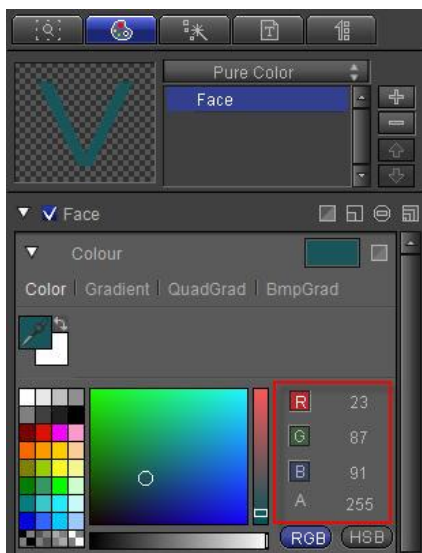 T
V
Pure Color
Face
Face
Colour
Color | Gradient | QuadGrad | BmpGrad
R 23
G 87
B 91
A 255
RGB HSB